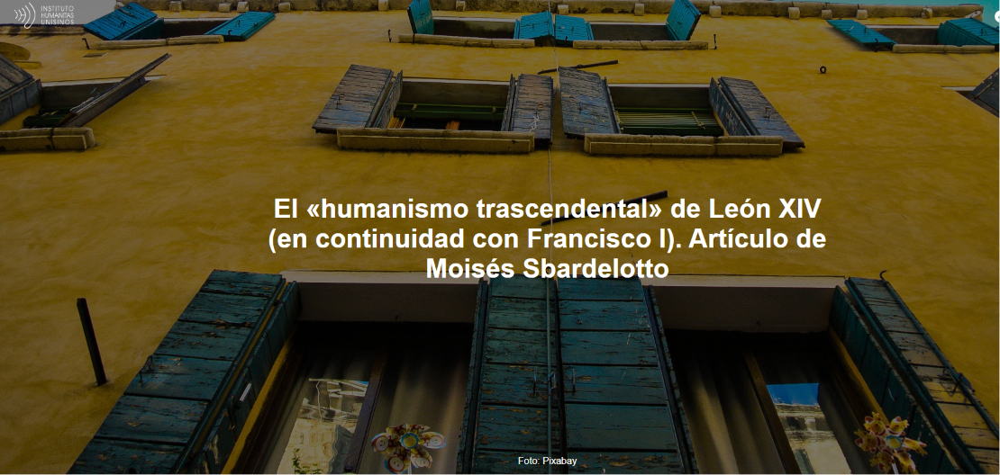 INSTITUTO
HUMANITAS
UNISINOS
El «humanismo trascendental» de León XIV
(en continuidad con Francisco I). Artículo de
Moisés Sbardelotto
Foto: Pixabay